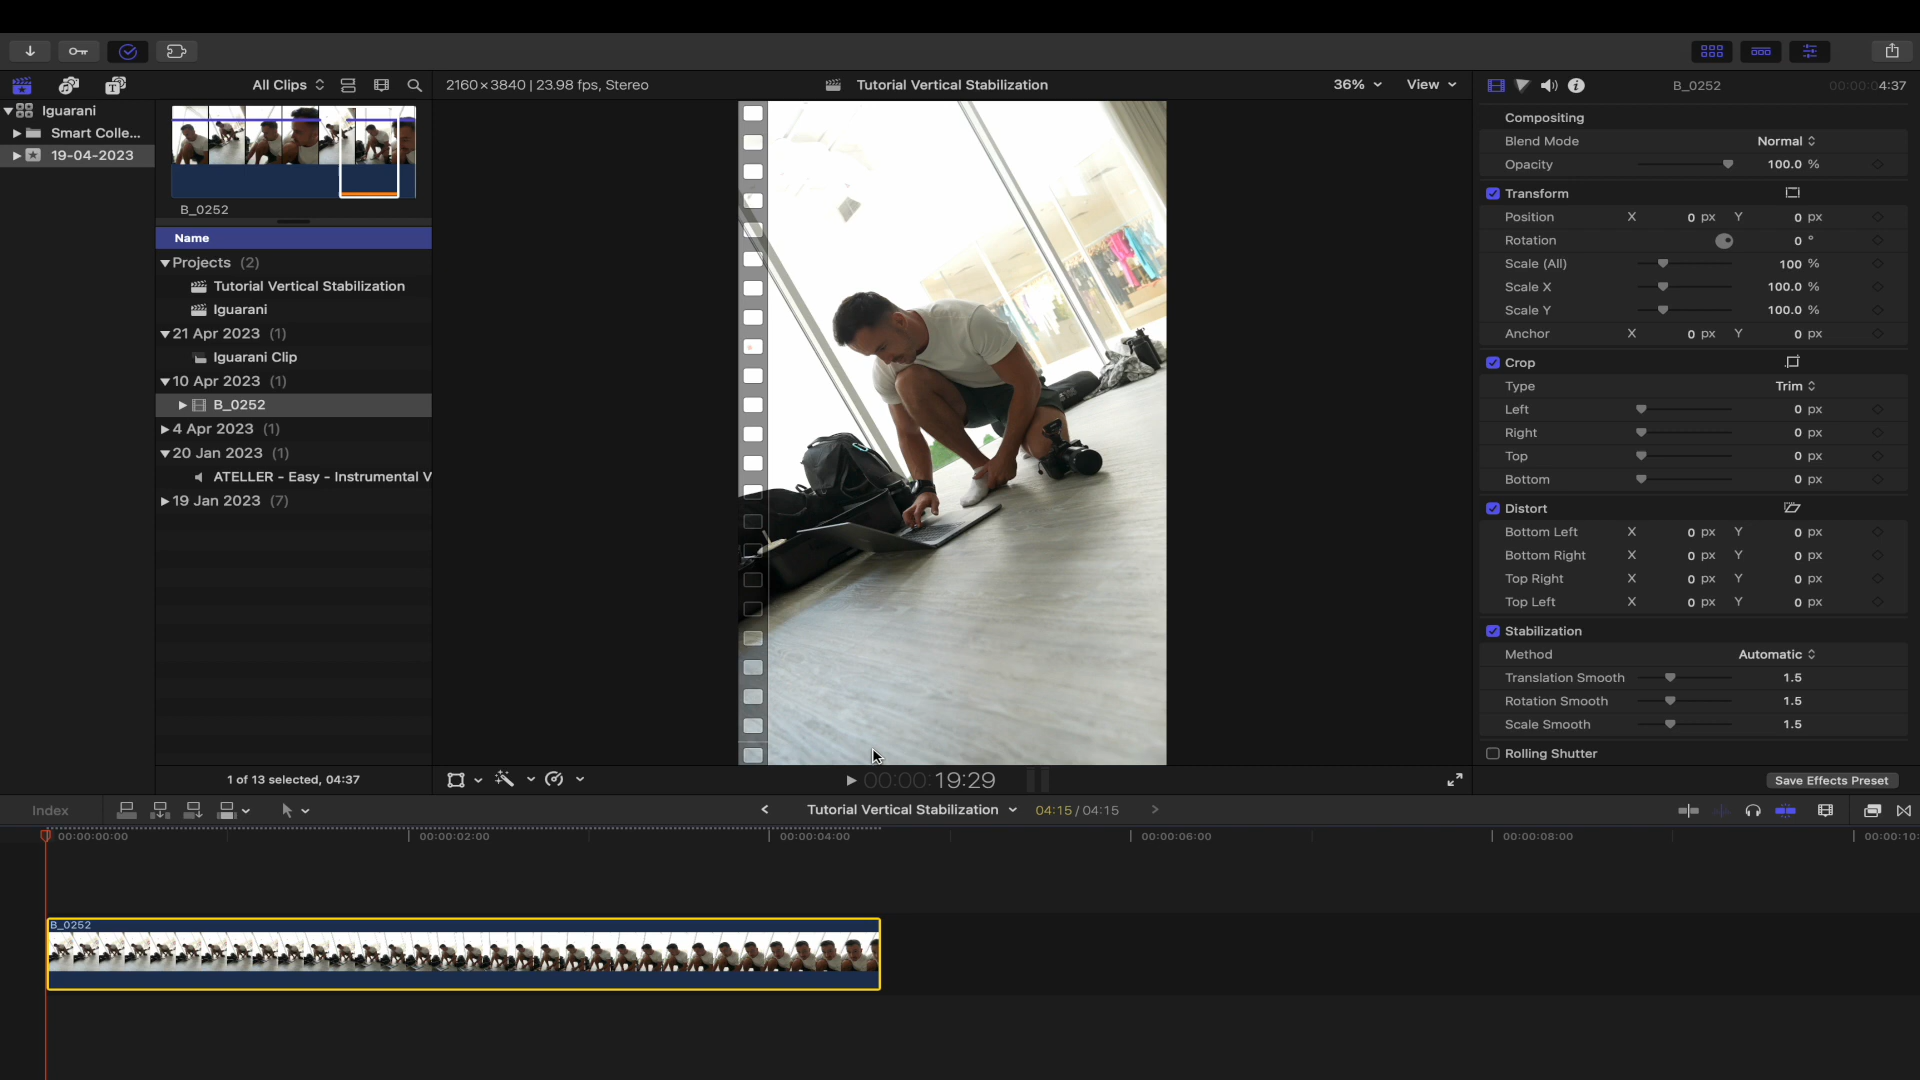 All Clips
2160×3840 | 23.98 fps, Stereo
Tutorial Vertical Stabilization
36%
View
B_0252
00:00:04:37
Iguarani
Smart Colle...
19-04-2023
B_0252
Name
Projects (2)
Tutorial Vertical Stabilization
Iguarani
21 Apr 2023 (1)
Iguarani Clip
10 Apr 2023 (1)
B_0252
4 Apr 2023 (1)
20 Jan 2023 (1)
ATELLER - Easy - Instrumental V
19 Jan 2023 (7)
1 of 13 selected, 04:37
00:00:19:29
Compositing
Blend Mode Normal
Opacity 100.0 %
Transform
Position X 0 px Y 0 px
Rotation 0 °
Scale (All) 100 %
Scale X 100.0 %
Scale Y 100.0 %
Anchor X 0 px Y 0 px
Crop
Type Trim
Left 0 px
Right 0 px
Top 0 px
Bottom 0 px
Distort
Bottom Left X 0 px Y 0 px
Bottom Right X 0 px Y 0 px
Top Right X 0 px Y 0 px
Top Left X 0 px Y 0 px
Stabilization
Method Automatic
Translation Smooth 1.5
Rotation Smooth 1.5
Scale Smooth 1.5
Rolling Shutter
Save Effects Preset
Index
Tutorial Vertical Stabilization
04:15 / 04:15
00:00:00:00
00:00:02:00
00:00:04:00
00:00:06:00
00:00:08:00
00:00:10:
B_0252